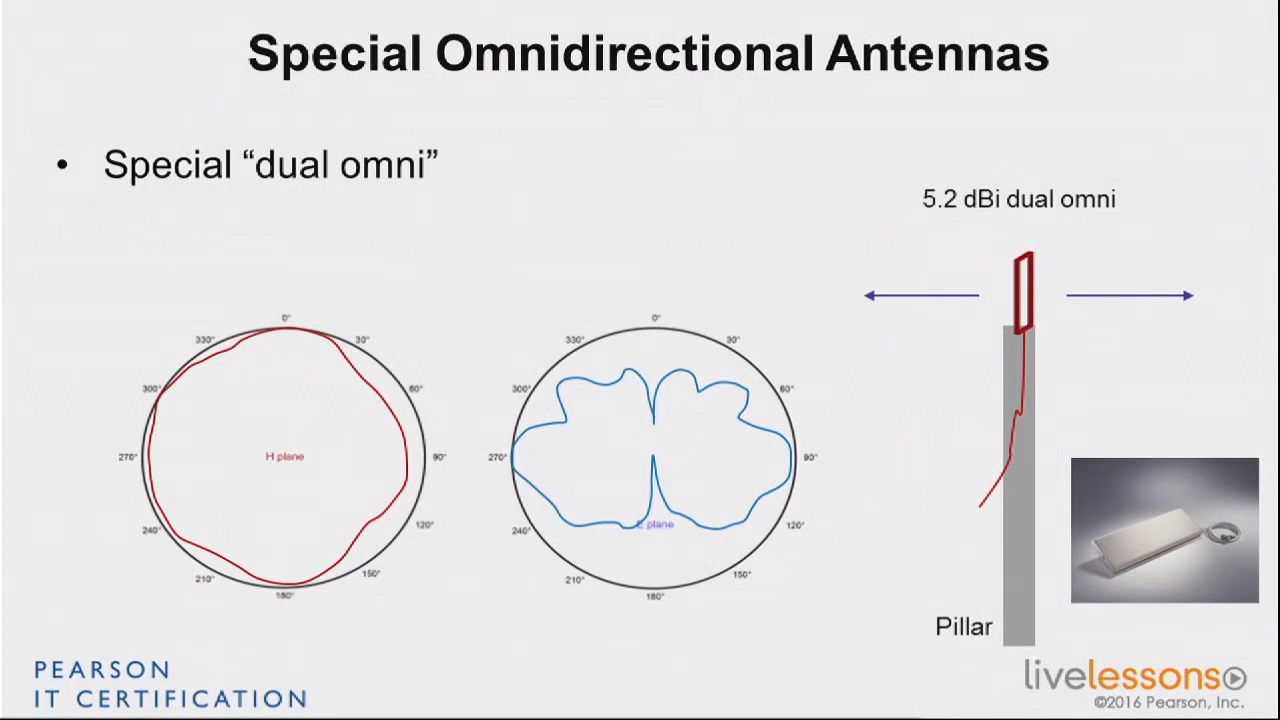 Special Omnidirectional Antennas
• Special “dual omni”
5.2 dBi dual omni
0°
330°
30°
300°
60°
270°
H plane
90°
240°
120°
210°
150°
180°
0°
330°
30°
300°
60°
270°
90°
240°
E plane
120°
210°
150°
180°
Pillar
PEARSON
IT CERTIFICATION
livelessons
©2016 Pearson, Inc.